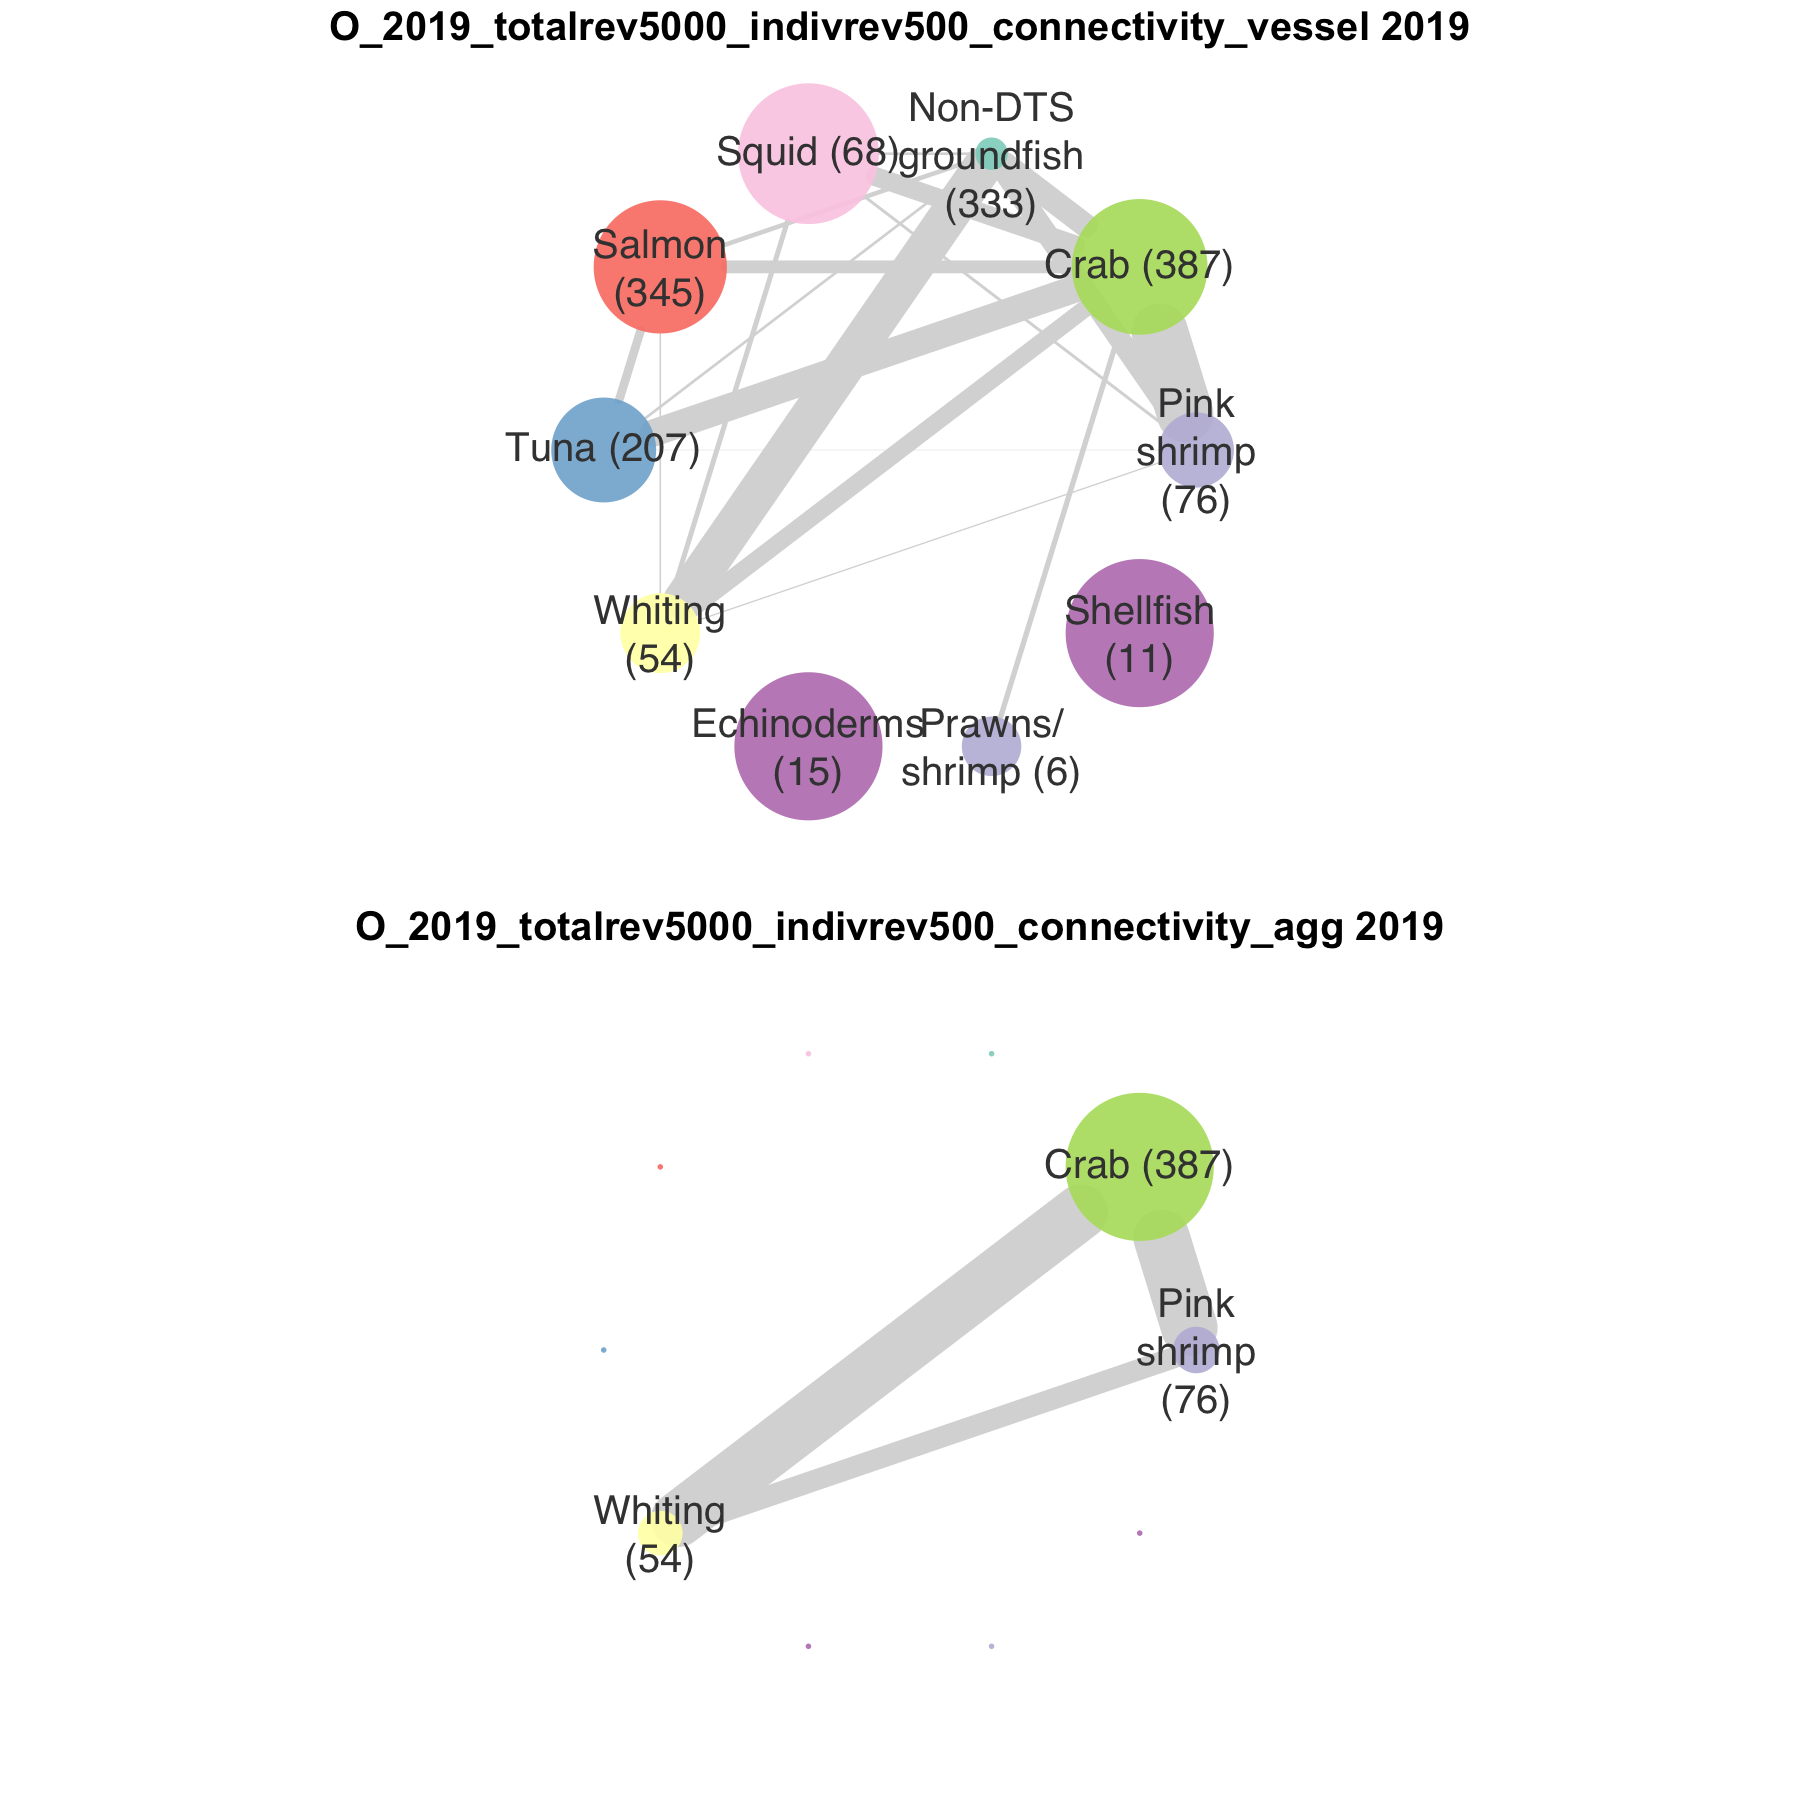 O_2019_totalrev5000_indivrev500_connectivity_vessel 2019
Non-DTS
groundfish
(333)
Squid (68)
Crab (387)
Salmon
(345)
Pink
shrimp
(76)
Tuna (207)
Whiting
(54)
Shellfish
(11)
Echinoderms
(15)
Prawns/
shrimp (6)
O_2019_totalrev5000_indivrev500_connectivity_agg 2019
Crab (387)
Pink
shrimp
(76)
Whiting
(54)